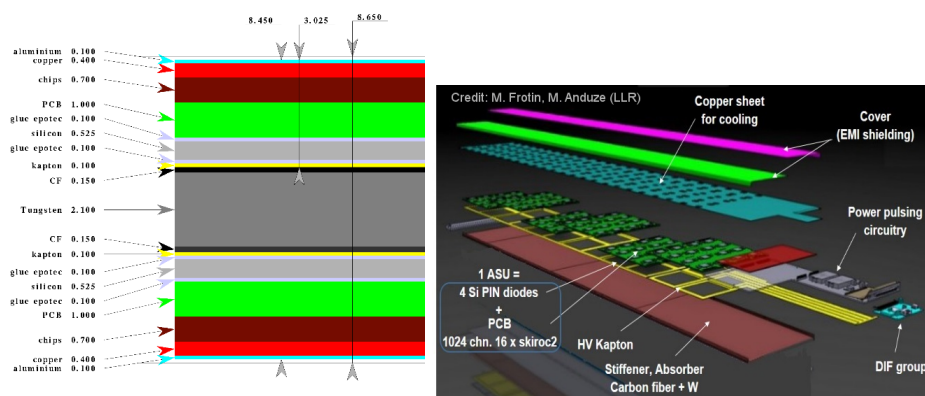 8.450 3.025 8.650
aluminium 0.100
copper 0.400
chips 0.700
PCB 1.000
glue epotec 0.100
silicon 0.525
glue epotec 0.100
kapton 0.100
CF 0.150
Tungsten 2.100
CF 0.150
kapton 0.100
glue epotec 0.100
silicon 0.525
glue epotec 0.100
PCB 1.000
chips 0.700
copper 0.400
aluminium 0.100
Credit: M. Frotin, M. Anduze (LLR)
Copper sheet
for cooling
Cover
(EMI shielding)
Power pulsing
circuitry
1 ASU =
4 Si PIN diodes
+
PCB
1024 chn. 16 x skiroc2
HV Kapton
Stiffener, Absorber
Carbon fiber + W
DIF group